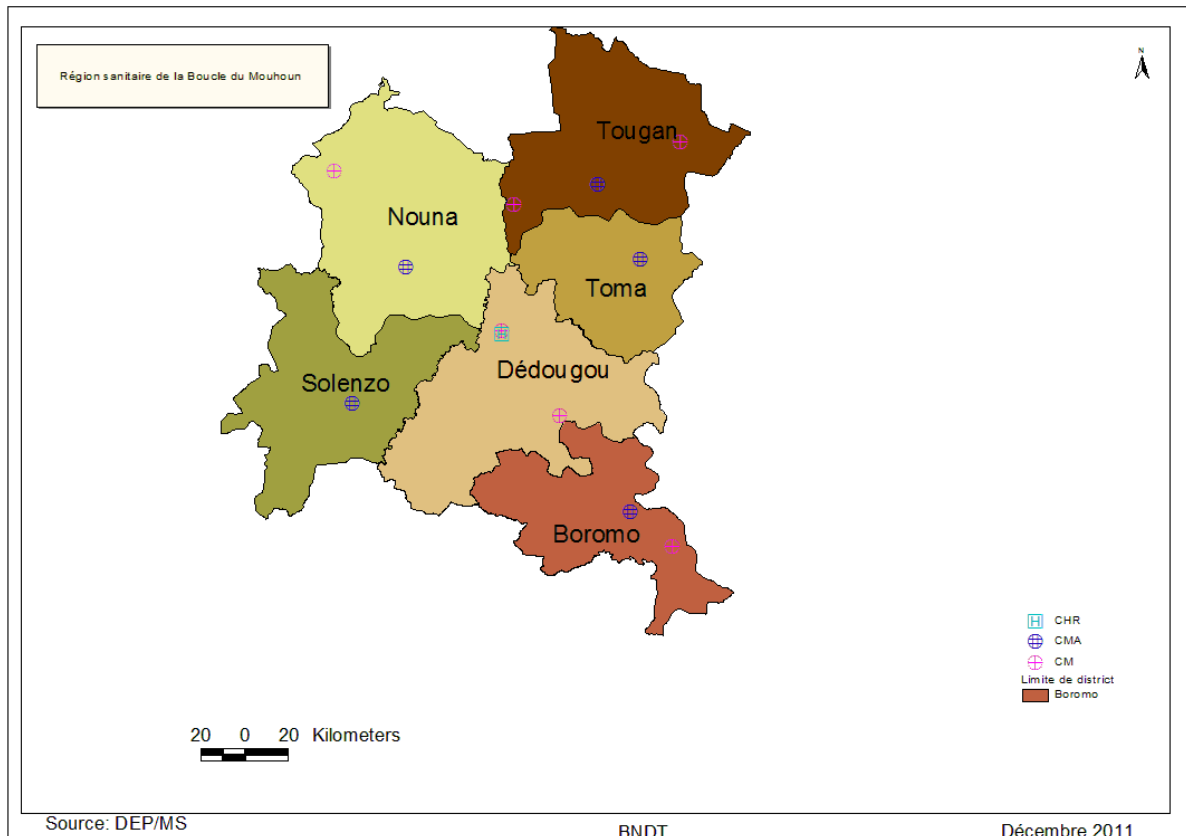 Région sanitaire de la Boucle du Mouhoun
N
Tougan
Nouna
Toma
Dédougou
Solenzo
Boromo
H CHR
CMA
CM
Limite de district
Boromo
20 0 20 Kilometers
Source: DEP/MS
BNDT
Décembre 2011